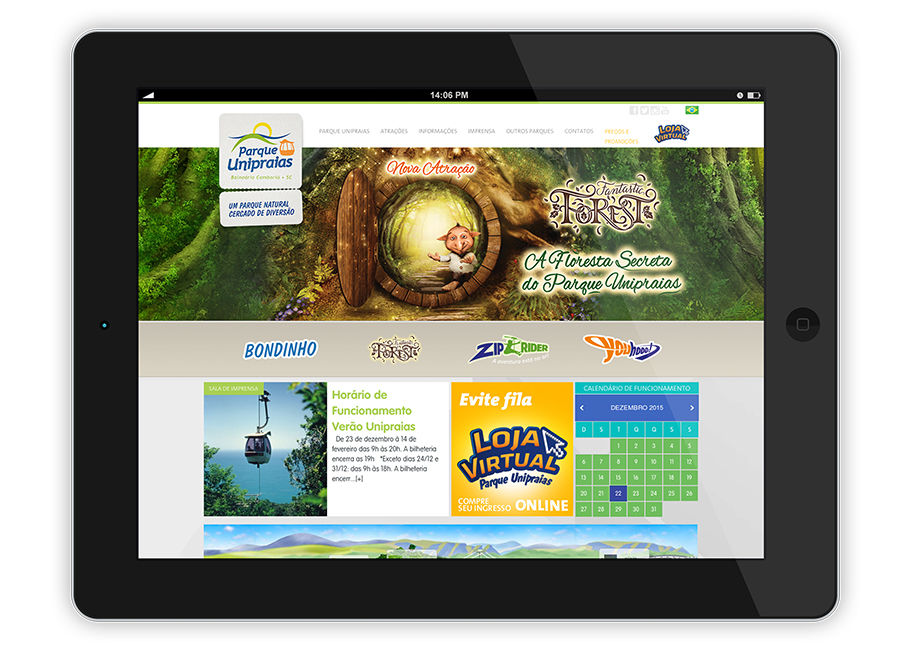 14:06 PM
PARQUE UNIPRAIAS ATRAÇÕES INFORMAÇÕES IMPRENSA OUTROS PARQUES CONTATOS PREÇOS E
PROMOÇÕES
LOJA
VIRTUAL
Parque
Unipraias
Balneário Camboriú • SC
UM PARQUE NATURAL
CERCADO DE DIVERSÃO
Nova Atração
Fantastic
FOREST
A Floresta Secreta
do Parque Unipraias
BONDINHO
Fantastic
FOREST
ZIP RIDER
YOUHOOO!
SALA DE IMPRENSA
Horário de
Funcionamento
Verão Unipraias
De 23 de dezembro à 14 de
fevereiro das 9h às 20h. A bilheteria
encerra as 19h *Exceto dias 24/12 e
31/12: das 9h às 18h. A bilheteria
encerr...[+]
Evite fila
LOJA
VIRTUAL
Parque Unipraias
COMPRE
SEU INGRESSO ONLINE
CALENDÁRIO DE FUNCIONAMENTO
DEZEMBRO 2015
D S T Q Q S S
1 2 3 4 5
6 7 8 9 10 11 12
13 14 15 16 17 18 19
20 21 22 23 24 25 26
27 28 29 30 31